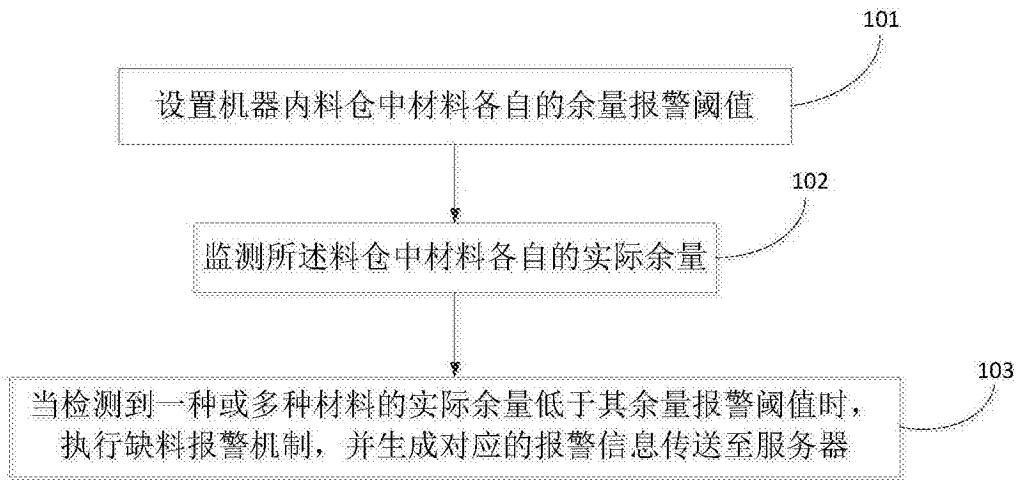 101
设置机器内料仓中材料各自的余量报警阈值
102
监测所述料仓中材料各自的实际余量
103
当检测到一种或多种材料的实际余量低于其余量报警阈值时，
执行缺料报警机制，并生成对应的报警信息传送至服务器